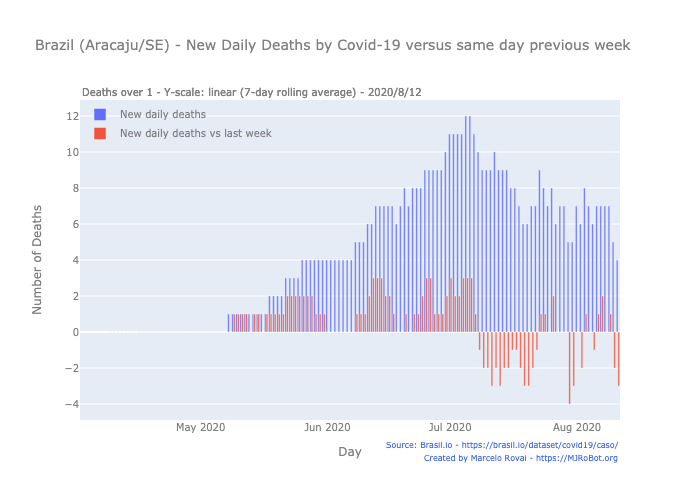 Brazil (Aracaju/SE) - New Daily Deaths by Covid-19 versus same day previous week
Deaths over 1 - Y-scale: linear (7-day rolling average) - 2020/8/12
New daily deaths
New daily deaths vs last week
Number of Deaths
12
10
8
6
4
2
0
−2
−4
May 2020
Jun 2020
Jul 2020
Aug 2020
Day
Source: Brasil.io - https://brasil.io/dataset/covid19/caso/
Created by Marcelo Rovai - https://MJRoBot.org